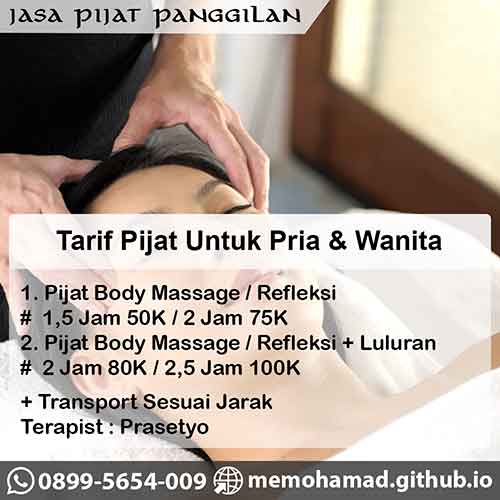 JASA PIJAT PANGGILAN
Tarif Pijat Untuk Pria & Wanita
1. Pijat Body Massage / Refleksi
# 1,5 Jam 50K / 2 Jam 75K
2. Pijat Body Massage / Refleksi + Luluran
# 2 Jam 80K / 2,5 Jam 100K
+ Transport Sesuai Jarak
Terapist : Prasetyo
0899-5654-009 memohamad.github.io